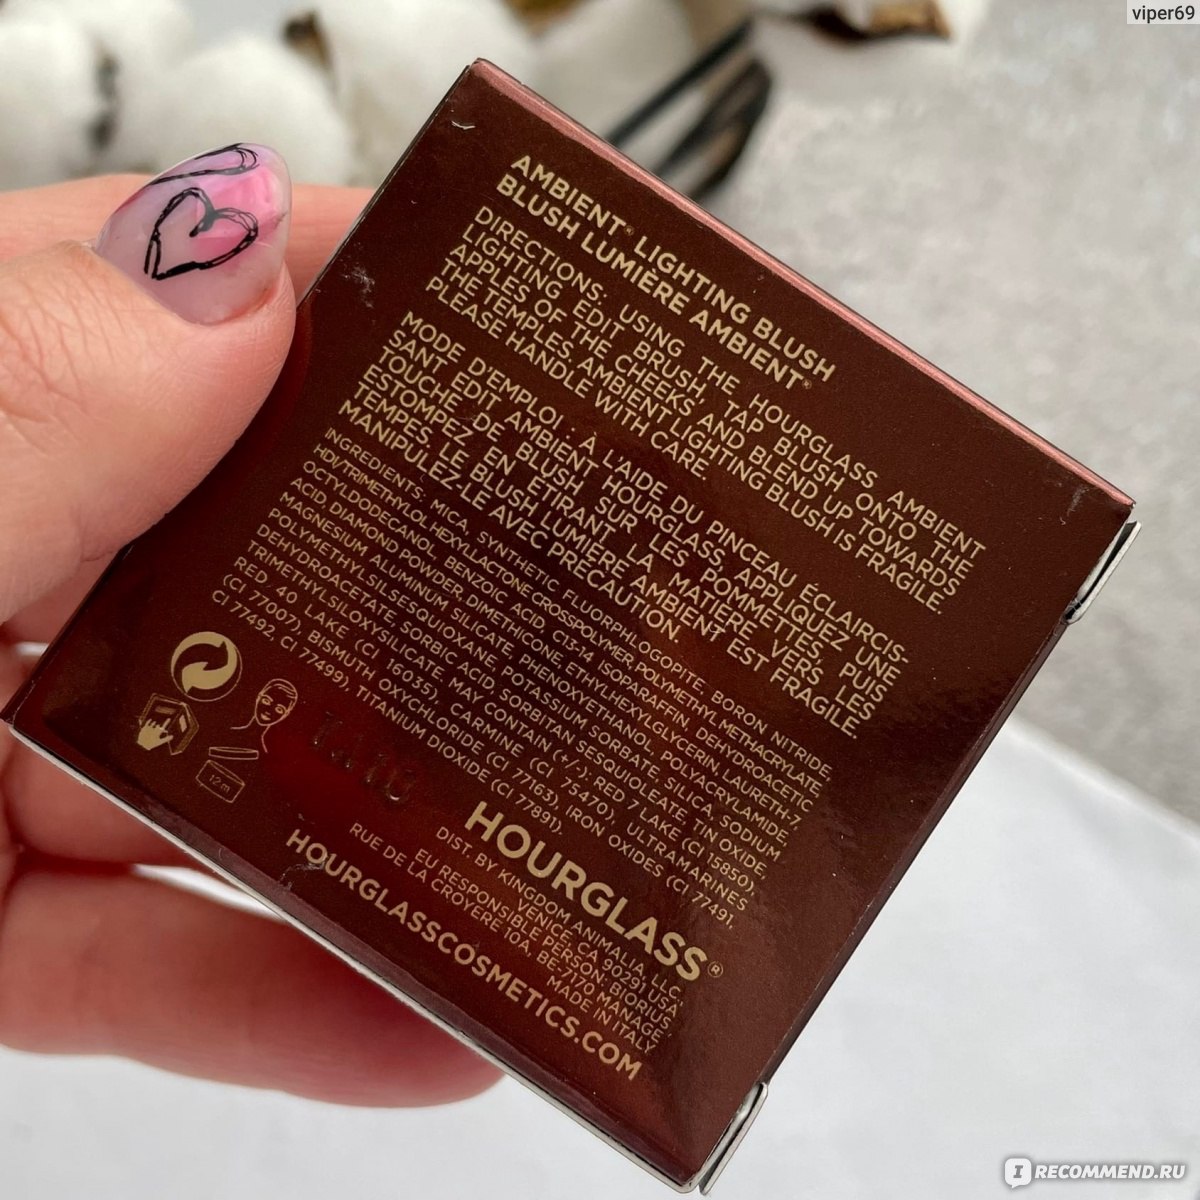 viper69
AMBIENT® LIGHTING BLUSH
BLUSH LUMIÈRE AMBIENT®
DIRECTIONS: USING THE HOURGLASS AMBIENT
LIGHTING EDIT BRUSH, TAP BLUSH ONTO THE
APPLES OF THE CHEEKS AND BLEND UP TOWARDS
THE TEMPLES. AMBIENT LIGHTING BLUSH IS FRAGILE.
PLEASE HANDLE WITH CARE.
MODE D'EMPLOI : À L'AIDE DU PINCEAU ÉCLAIRCIS-
SANT EDIT AMBIENT HOURGLASS, APPLIQUEZ UNE
TOUCHE DE BLUSH SUR LES POMMETTES, PUIS
ESTOMPEZ EN ÉTIRANT LA MATIÈRE VERS LES
TEMPES. LE BLUSH LUMIÈRE AMBIENT EST FRAGILE.
MANIPULEZ-LE AVEC PRÉCAUTION.
INGREDIENTS: MICA, SYNTHETIC FLUORPHLOGOPITE, BORON NITRIDE,
HDI/TRIMETHYLOL HEXYLLACTONE CROSSPOLYMER, POLYMETHYL METHACRYLATE,
OCTYLDODECANOL, BENZOIC ACID, C13-14 ISOPARAFFIN, DEHYDROACETIC
ACID, DIAMOND POWDER, DIMETHICONE, ETHYLHEXYLGLYCERIN, LAURETH-7,
MAGNESIUM ALUMINUM SILICATE, PHENOXYETHANOL, POLYACRYLAMIDE,
POLYMETHYLSILSESQUIOXANE, POTASSIUM SORBATE, SILICA, SODIUM
DEHYDROACETATE, SORBIC ACID, SORBITAN SESQUIOLEATE, TIN OXIDE,
TRIMETHYLSILOXYSILICATE, MAY CONTAIN (+/-): RED 7 LAKE (CI 15850),
RED 40 LAKE (CI 16035), CARMINE (CI 75470), ULTRAMARINES
(CI 77007), BISMUTH OXYCHLORIDE (CI 77163), IRON OXIDES (CI 77491,
CI 77492, CI 77499), TITANIUM DIOXIDE (CI 77891).
12m
HOURGLASS®
DIST. BY KINGDOM ANIMALIA, LLC.
VENICE, CA 90291 USA
EU RESPONSIBLE PERSON: BIORIUS,
RUE DE LA CROYERE 10A, BE-7170 MANAGE,
MADE IN ITALY
HOURGLASSCOSMETICS.COM
IRECOMMEND.RU